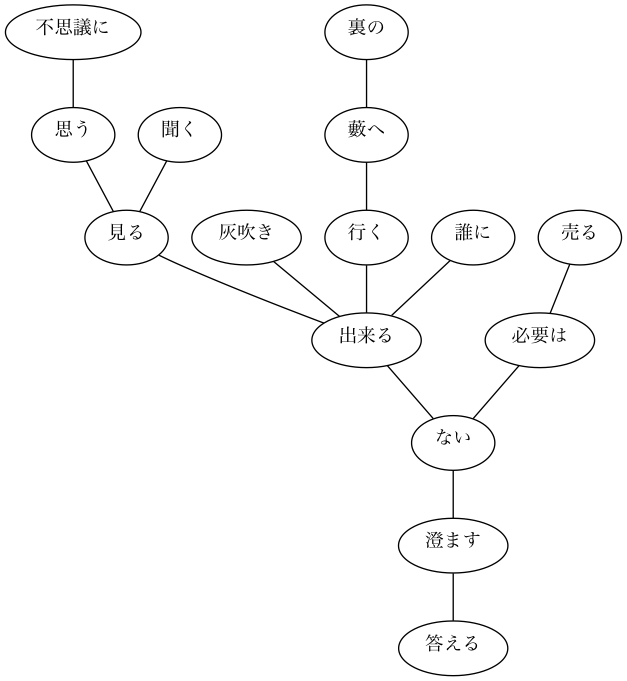 不思議に
裏の
思う
聞く
藪へ
見る
灰吹き
行く
誰に
売る
出来る
必要は
ない
澄ます
答える